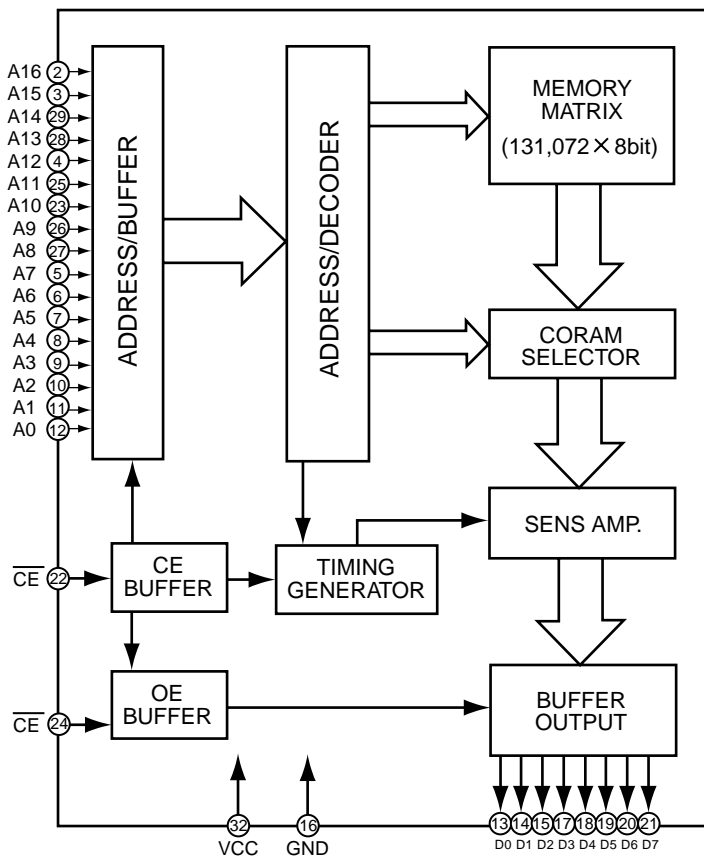 A16 2
A15 3
A14 29
A13 28
A12 4
A11 25
A10 23
A9 26
A8 27
A7 5
A6 6
A5 7
A4 8
A3 9
A2 10
A1 11
A0 12
ADDRESS/BUFFER
ADDRESS/DECODER
MEMORY
MATRIX
(131,072×8bit)
CORAM
SELECTOR
SENS AMP.
CE 22
CE
BUFFER
TIMING
GENERATOR
CE 24
OE
BUFFER
BUFFER
OUTPUT
32
VCC
16
GND
13 14 15 17 18 19 20 21
D0 D1 D2 D3 D4 D5 D6 D7